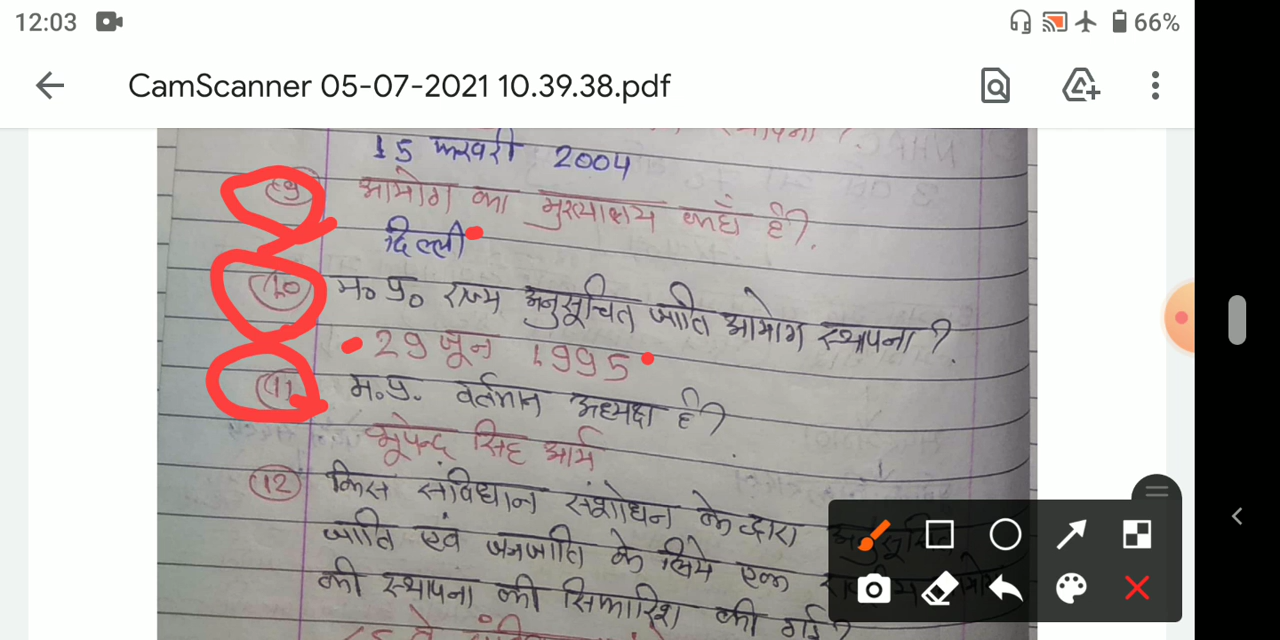 12:03 66%
CamScanner 05-07-2021 10.39.38.pdf
स्थापना?
15 फरवरी 2004
(9) आयोग का मुख्यालय कहाँ है?.
दिल्ली
(10) म० प्र० राज्य अनुसूचित जाति आयोग स्थापना?
29 जून 1995
(11) म.प्र. वर्तमान अध्यक्ष है?
भूपेन्द्र सिंह आर्य
(12) किस संविधान संशोधन के द्वारा अनुसूचित
जाति एवं जनजाति के लिये एक
की स्थापना की सिफारिश की गई?